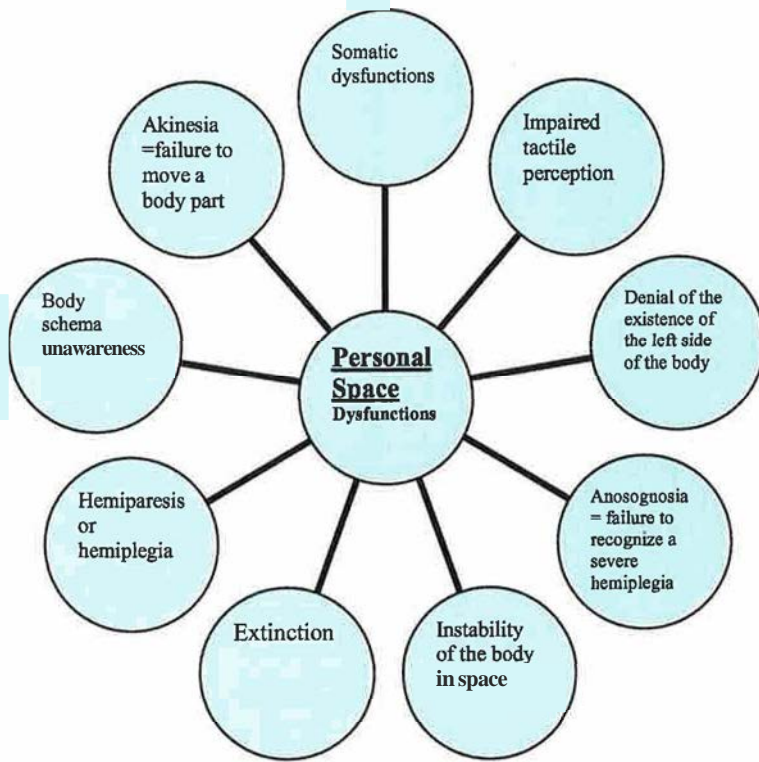 Somatic
dysfunctions
Impaired
tactile
perception
Denial of the
existence of
the left side
of the body
Anosognosia
= failure to
recognize a
severe
hemiplegia
Instability
of the body
in space
Extinction
Hemiparesis
or
hemiplegia
Body
schema
unawareness
Akinesia
=failure to
move a
body part
Personal
Space
Dysfunctions